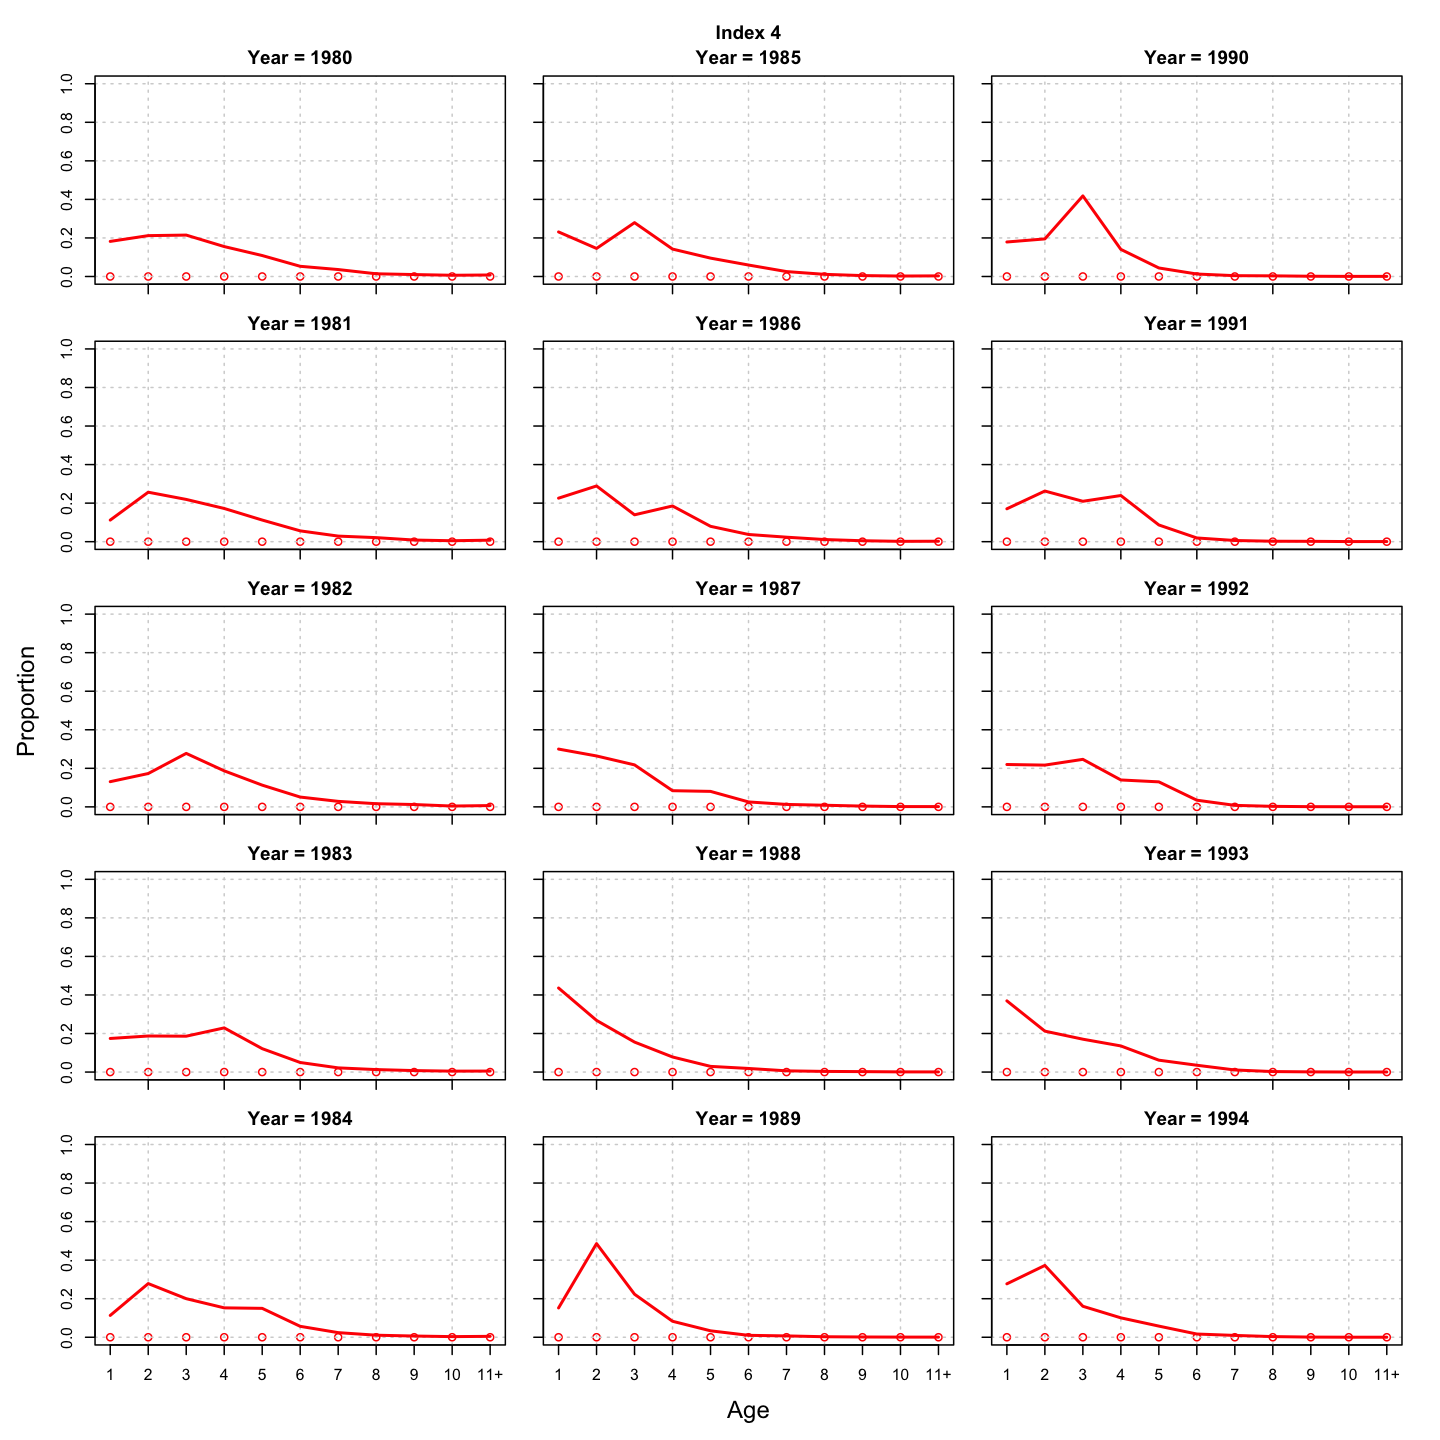 Index 4
Year = 1980
Year = 1985
Year = 1990
0.0 0.2 0.4 0.6 0.8 1.0
Year = 1981
Year = 1986
Year = 1991
0.0 0.2 0.4 0.6 0.8 1.0
Year = 1982
Year = 1987
Year = 1992
0.0 0.2 0.4 0.6 0.8 1.0
Proportion
Year = 1983
Year = 1988
Year = 1993
0.0 0.2 0.4 0.6 0.8 1.0
Year = 1984
Year = 1989
Year = 1994
0.0 0.2 0.4 0.6 0.8 1.0
1 2 3 4 5 6 7 8 9 10 11+
1 2 3 4 5 6 7 8 9 10 11+
1 2 3 4 5 6 7 8 9 10 11+
Age